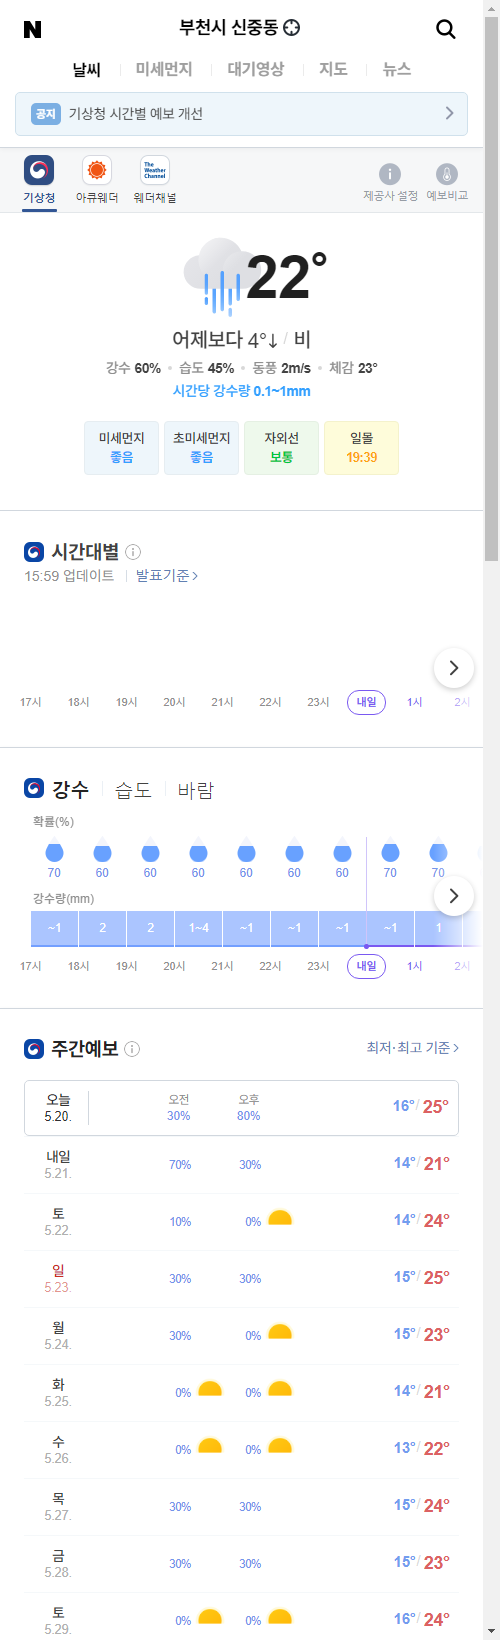 N 부천시 신중동
날씨 미세먼지 대기영상 지도 뉴스
공지 기상청 시간별 예보 개선
The Weather Channel
기상청 아큐웨더 웨더채널 제공사 설정 예보비교
22°
어제보다 4°↓ / 비
강수 60% 습도 45% 동풍 2m/s 체감 23°
시간당 강수량 0.1~1mm
미세먼지 초미세먼지 자외선 일몰
좋음 좋음 보통 19:39
시간대별
15:59 업데이트 발표기준
17시 18시 19시 20시 21시 22시 23시 내일 1시 2시
강수 습도 바람
확률(%)
70 60 60 60 60 60 60 70 70
강수량(mm)
~1 2 2 1~4 ~1 ~1 ~1 ~1 1
17시 18시 19시 20시 21시 22시 23시 내일 1시 2시
주간예보 최저·최고 기준
오늘 오전 오후
5.20. 30% 80% 16°/25°
내일
5.21. 70% 30% 14°/21°
토
5.22. 10% 0% 14°/24°
일
5.23. 30% 30% 15°/25°
월
5.24. 30% 0% 15°/23°
화
5.25. 0% 0% 14°/21°
수
5.26. 0% 0% 13°/22°
목
5.27. 30% 30% 15°/24°
금
5.28. 30% 30% 15°/23°
토
5.29. 0% 0% 16°/24°